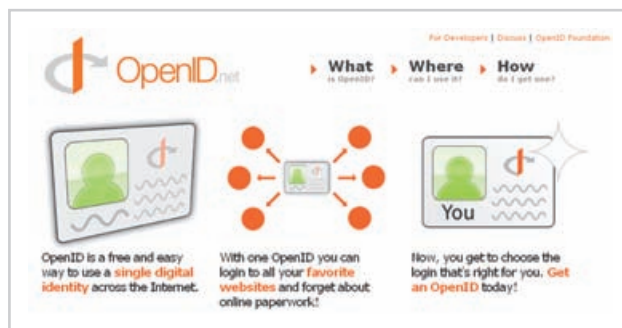 For Developers | Discuss | OpenID Foundation
OpenID.net
What
is OpenID?
Where
can I use it?
How
do I get one?
You
OpenID is a free and easy
way to use a single digital
identity across the Internet.
With one OpenID you can
login to all your favorite
websites and forget about
online paperwork!
Now, you get to choose the
login that's right for you. Get
an OpenID today!